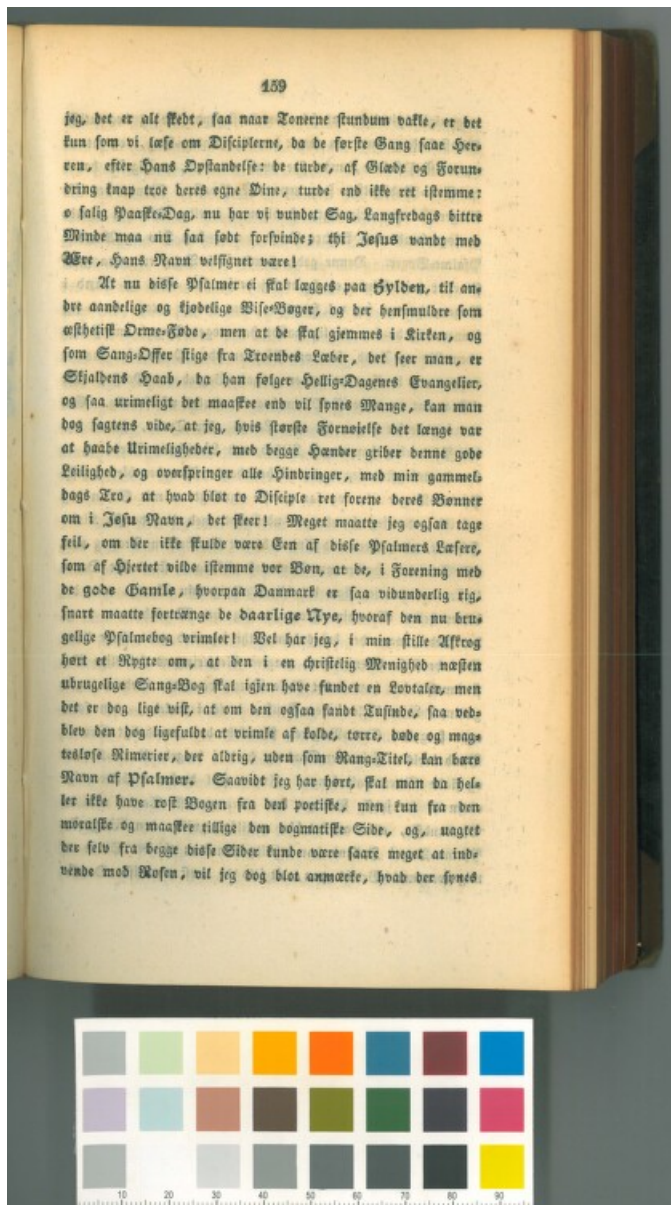 159
jeg, det er alt skedt, saa naar Tonerne stundum vakle, er det
kun som vi læse om Disciplerne, da de første Gang saae Her-
ren, efter Hans Opstandelse: de turde, af Glæde og Forun-
dring knap troe deres egne Øine, turde end ikke ret istemme:
o salig Paaske-Dag, nu har vi vundet Sag, Langfredags bittre
Minde maa nu saa sødt forsvinde; thi Jesus vandt med
Ære, Hans Navn velsignet være!
At nu disse Psalmer ei skal lægges paa Hylden, til an-
dre aandelige og kjødelige Vise-Bøger, og der hensmuldre som
æsthetisk Orme-Føde, men at de skal gjemmes i Kirken, og
som Sang-Offer stige fra Troendes Læber, det seer man, er
Skjaldens Haab, da han følger Hellig-Dagenes Evangelier,
og saa urimeligt det maaskee end vil synes Mange, kan man
dog sagtens vide, at jeg, hvis største Fornøielse det længe var
at haabe Urimeligheder, med begge Hænder griber denne gode
Leilighed, og overspringer alle Hindringer, med min gammel-
dags Tro, at hvad blot to Disciple ret forene deres Bønner
om i Jesu Navn, det skeer! Meget maatte jeg ogsaa tage
feil, om der ikke skulde være Een af disse Psalmers Læsere,
som af Hjertet vilde istemme vor Bøn, at de, i Forening med
de gode Gamle, hvorpaa Danmark er saa vidunderlig rig,
snart maatte fortrænge de daarlige Nye, hvoraf den nu bru-
gelige Psalmebog vrimler! Vel har jeg, i min stille Afkrog
hørt et Rygte om, at den i en christelig Menighed næsten
ubrugelige Sang-Bog skal igjen have fundet en Lovtaler, men
det er dog lige vist, at om den ogsaa fandt Tusinde, saa ved-
blev den dog ligefuldt at vrimle af kolde, tørre, døde og mag-
tesløse Rimerier, der aldrig, uden som Rang-Titel, kan bære
Navn af Psalmer. Saavidt jeg har hørt, skal man da hel-
ler ikke have rost Bogen fra den poetiske, men kun fra den
moralske og maaskee tillige den dogmatiske Side, og, uagtet
der selv fra begge disse Sider kunde være saare meget at ind-
vende mod Rosen, vil jeg dog blot anmærke, hvad der synes
10 20 30 40 50 60 70 80 90